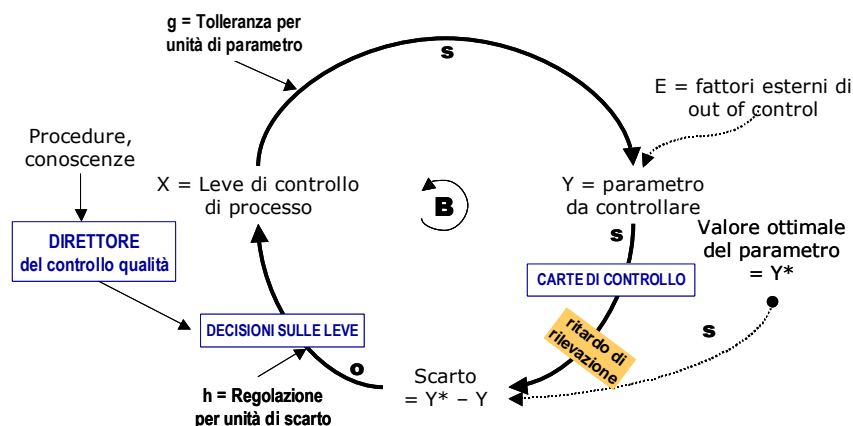 g = Tolleranza per
unità di parametro
s
E = fattori esterni di
out of control
Procedure,
conoscenze
X = Leve di controllo
di processo
B
Y = parametro
da controllare
s
Valore ottimale
del parametro
= Y*
DIRETTORE
del controllo qualità
CARTE DI CONTROLLO
DECISIONI SULLE LEVE
ritardo di
rilevazione
s
o
Scarto
= Y* – Y
h = Regolazione
per unità di scarto